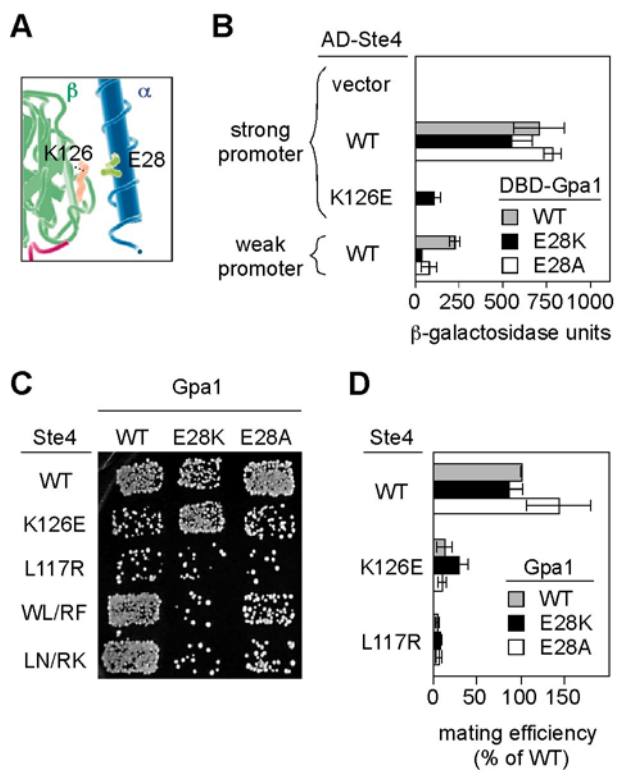 A
β
α
K126
E28
B
AD-Ste4
vector
strong
promoter
WT
K126E
weak
promoter
WT
DBD-Gpa1
WT
E28K
E28A
0 250 500 750 1000
β-galactosidase units
C
Gpa1
Ste4
WT E28K E28A
WT
K126E
L117R
WL/RF
LN/RK
D
Ste4
WT
K126E
L117R
Gpa1
WT
E28K
E28A
0 50 100 150
mating efficiency
(% of WT)